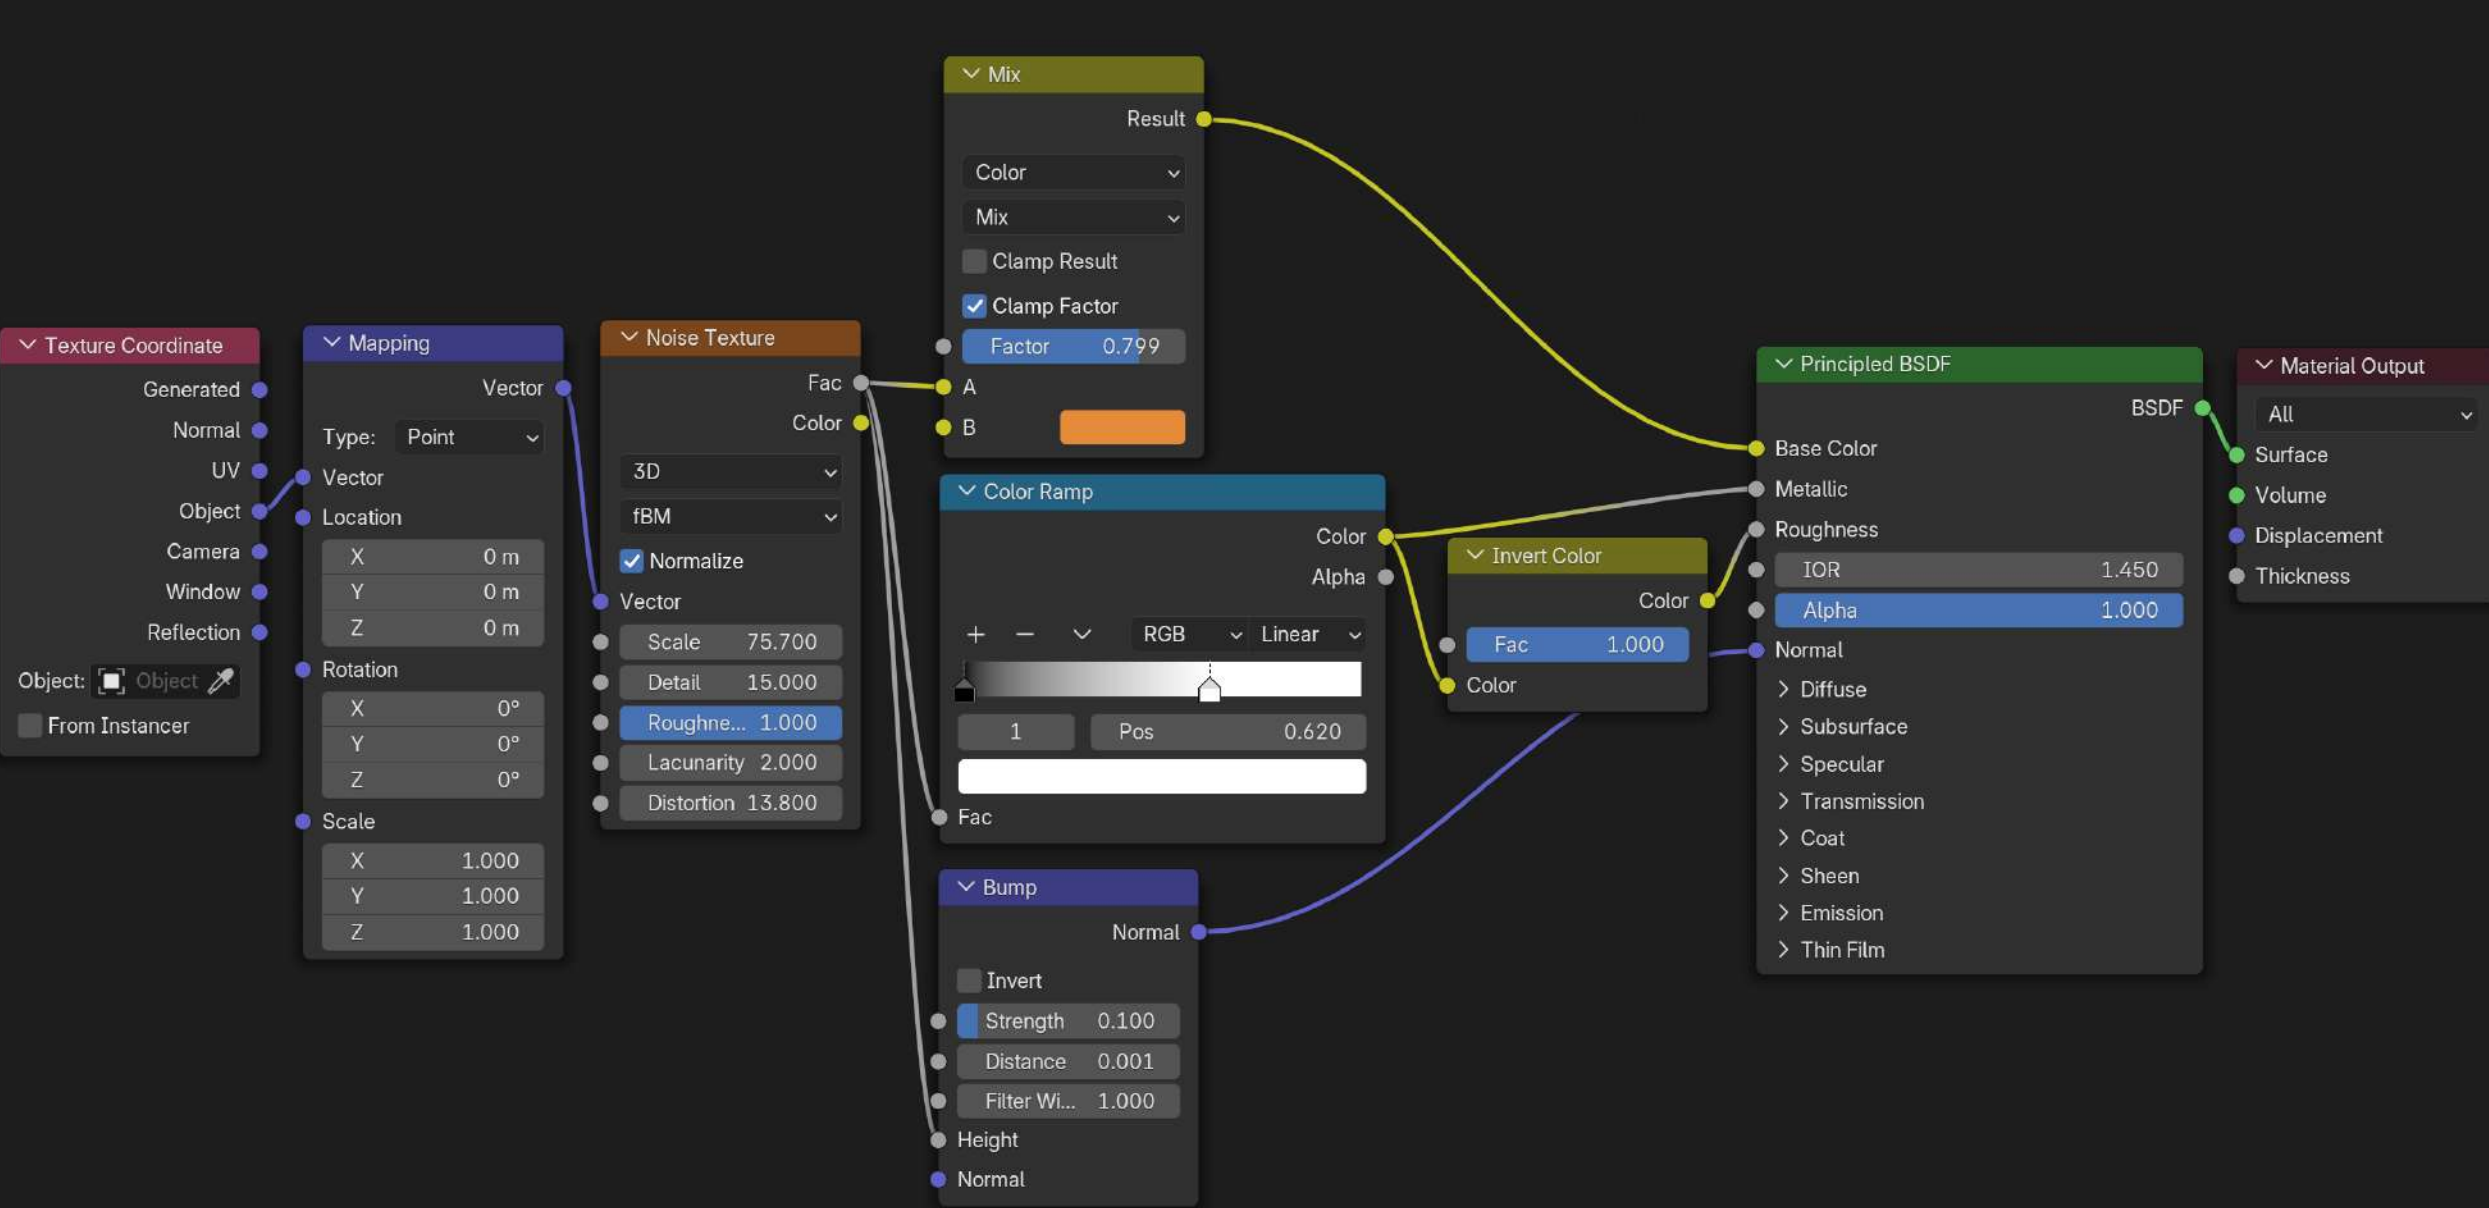 Texture Coordinate
Generated
Normal
UV
Object
Camera
Window
Reflection
Object: Object
From Instancer
Mapping
Vector
Type: Point
Vector
Location
X 0 m
Y 0 m
Z 0 m
Rotation
X 0°
Y 0°
Z 0°
Scale
X 1.000
Y 1.000
Z 1.000
Noise Texture
Fac
Color
3D
fBM
Normalize
Vector
Scale 75.700
Detail 15.000
Roughne... 1.000
Lacunarity 2.000
Distortion 13.800
Mix
Result
Color
Mix
Clamp Result
Clamp Factor
Factor 0.799
A
B
Color Ramp
Color
Alpha
RGB Linear
1 Pos 0.620
Fac
Bump
Normal
Invert
Strength 0.100
Distance 0.001
Filter Wi... 1.000
Height
Normal
Invert Color
Color
Fac 1.000
Color
Principled BSDF
BSDF
Base Color
Metallic
Roughness
IOR 1.450
Alpha 1.000
Normal
Diffuse
Subsurface
Specular
Transmission
Coat
Sheen
Emission
Thin Film
Material Output
All
Surface
Volume
Displacement
Thickness